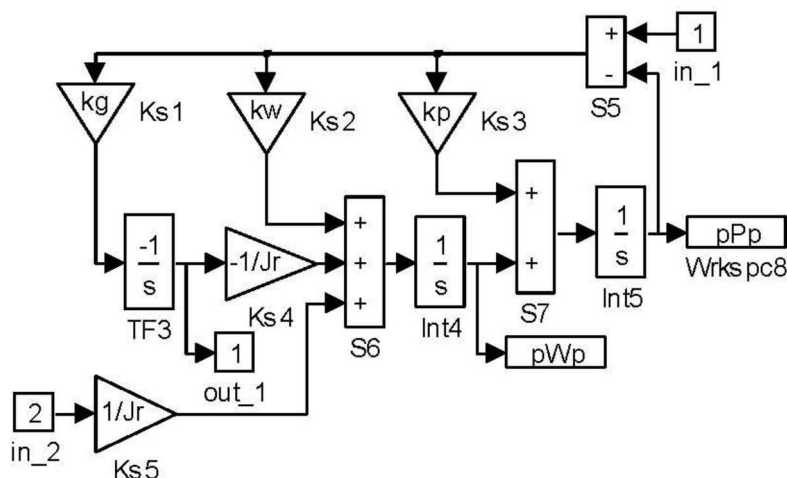 +
1
-
in_1
S5
kg
Ks1
kw
Ks2
kp
Ks3
+
+
-1
s
TF3
-1/Jr
Ks4
+
+
S6
1
s
Int4
+
S7
1
s
Int5
pPp
Wrkspc8
1
out_1
pWp
2
in_2
1/Jr
Ks5